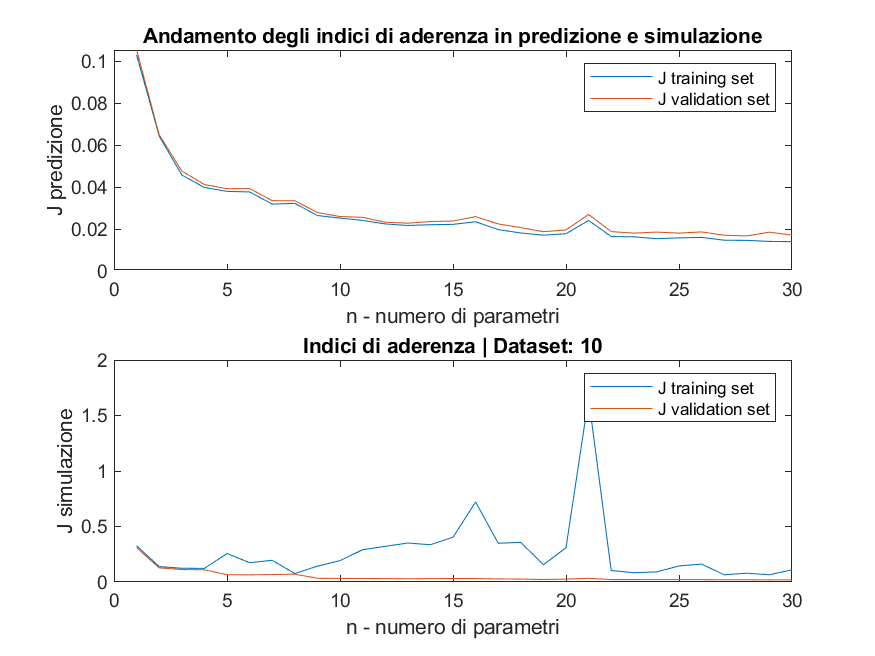 Andamento degli indici di aderenza in predizione e simulazione
J predizione
0.1
0.08
0.06
0.04
0.02
0
J training set
J validation set
0 5 10 15 20 25 30
n - numero di parametri
Indici di aderenza | Dataset: 10
J simulazione
2
1.5
1
0.5
0
J training set
J validation set
0 5 10 15 20 25 30
n - numero di parametri